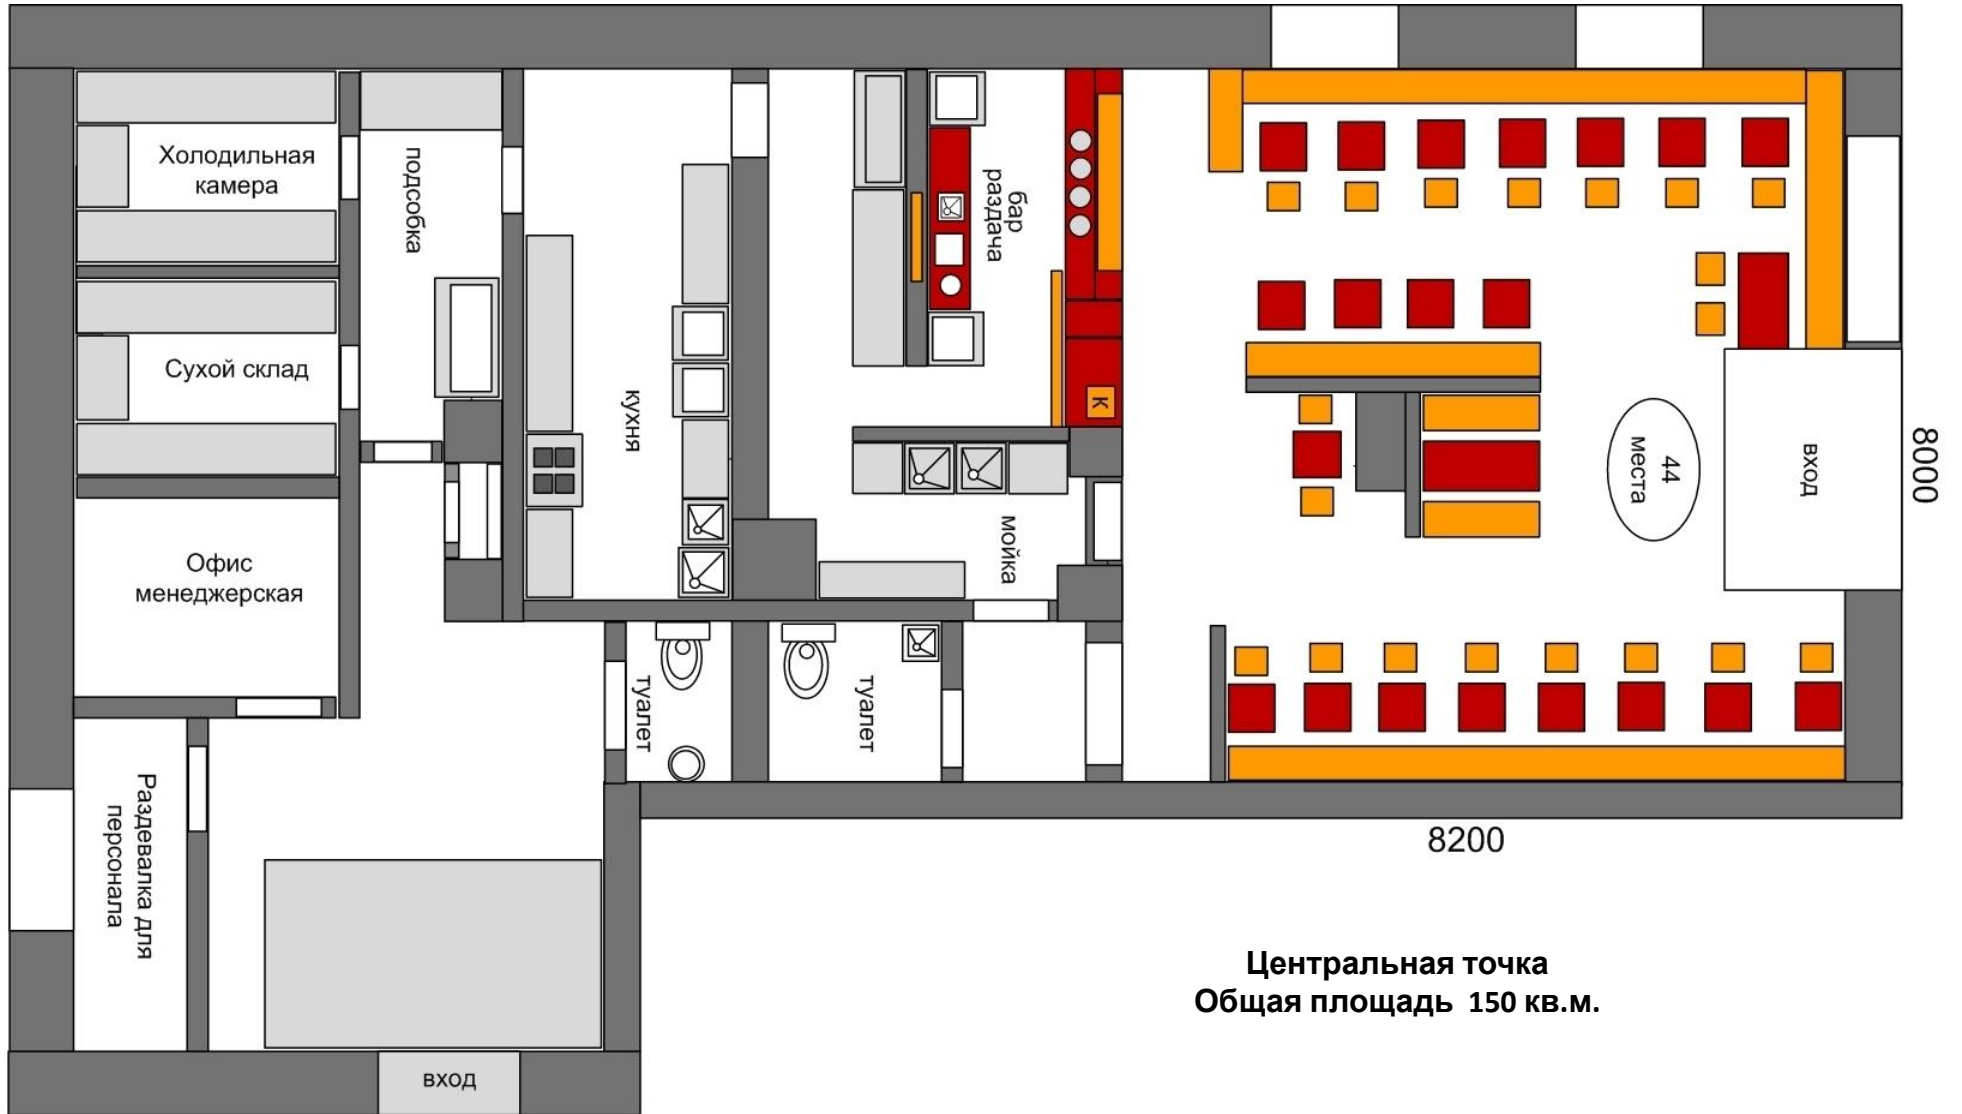 Холодильная
камера
подсобка
бар
раздача
Сухой склад
кухня
К
44
места
вход
8000
Офис
менеджерская
мойка
туалет
туалет
Раздевалка для
персонала
8200
Центральная точка
Общая площадь 150 кв.м.
вход